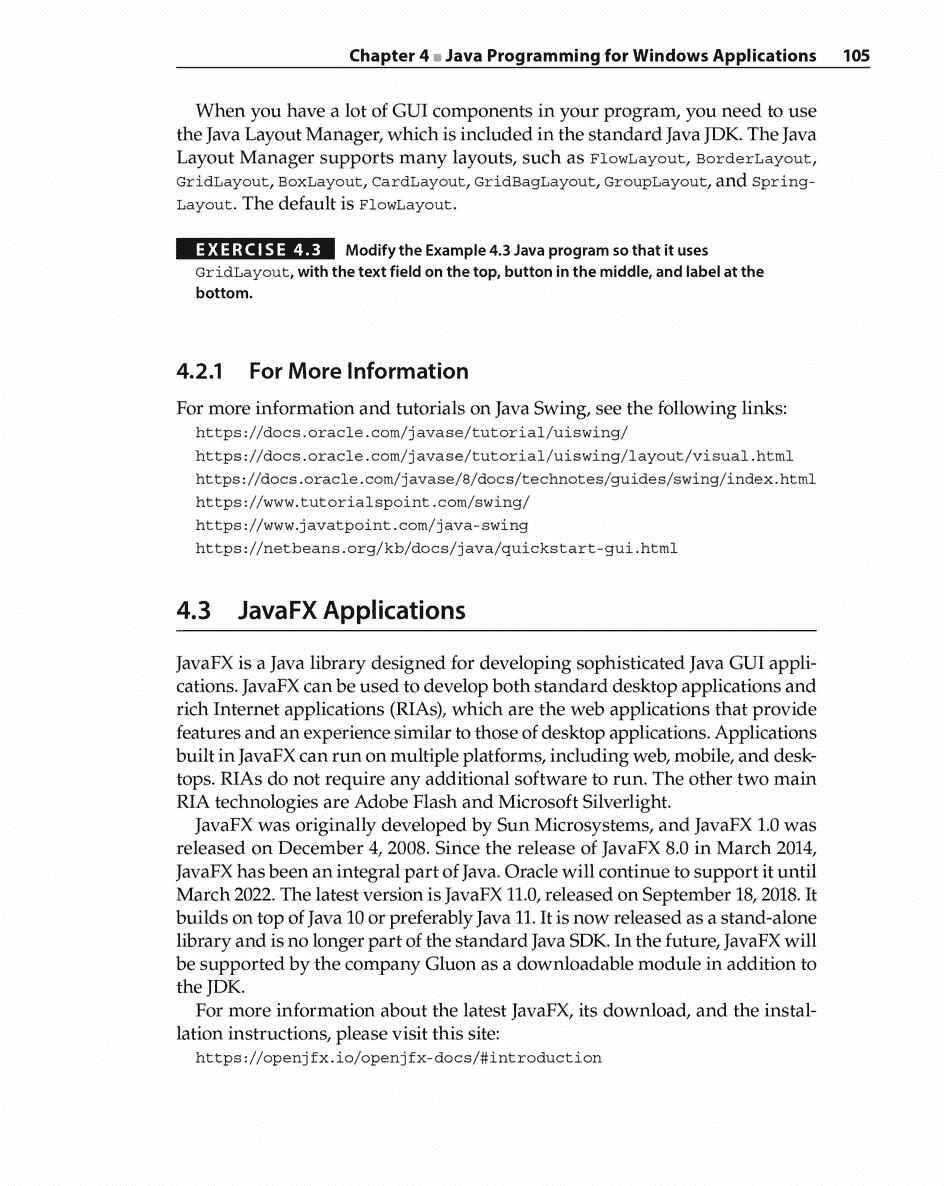 Chapter 4 ■ Java Programming for Windows Applications 105
When you have a lot of GUI components in your program, you need to use
the Java Layout Manager, which is included in the standard Java JDK. The Java
Layout Manager supports many layouts, such as FlowLayout, BorderLayout,
GridLayout, BoxLayout, CardLayout, GridBagLayout, GroupLayout, and Spring-
Layout. The default is FlowLayout.
EXERCISE 4.3 Modify the Example 4.3 Java program so that it uses
GridLayout, with the text field on the top, button in the middle, and label at the
bottom.
4.2.1 For More Information
For more information and tutorials on Java Swing, see the following links:
https://docs.oracle.com/javase/tutorial/uiswing/
https://docs.oracle.com/javase/tutorial/uiswing/layout/visual.html
https://docs.oracle.com/javase/8/docs/technotes/guides/swing/index.html
https://www.tutorialspoint.com/swing/
https://www.javatpoint.com/java-swing
https://netbeans.org/kb/docs/java/quickstart-gui.html
4.3 JavaFX Applications
JavaFX is a Java library designed for developing sophisticated Java GUI appli-
cations. JavaFX can be used to develop both standard desktop applications and
rich Internet applications (RIAs), which are the web applications that provide
features and an experience similar to those of desktop applications. Applications
built in JavaFX can run on multiple platforms, including web, mobile, and desk-
tops. RIAs do not require any additional software to run. The other two main
RIA technologies are Adobe Flash and Microsoft Silverlight.
JavaFX was originally developed by Sun Microsystems, and JavaFX 1.0 was
released on December 4, 2008. Since the release of JavaFX 8.0 in March 2014,
JavaFX has been an integral part of Java. Oracle will continue to support it until
March 2022. The latest version is JavaFX 11.0, released on September 18, 2018. It
builds on top of Java 10 or preferably Java 11. It is now released as a stand-alone
library and is no longer part of the standard Java SDK. In the future, JavaFX will
be supported by the company Gluon as a downloadable module in addition to
the JDK.
For more information about the latest JavaFX, its download, and the instal-
lation instructions, please visit this site:
https://openjfx.io/openjfx-docs/#introduction